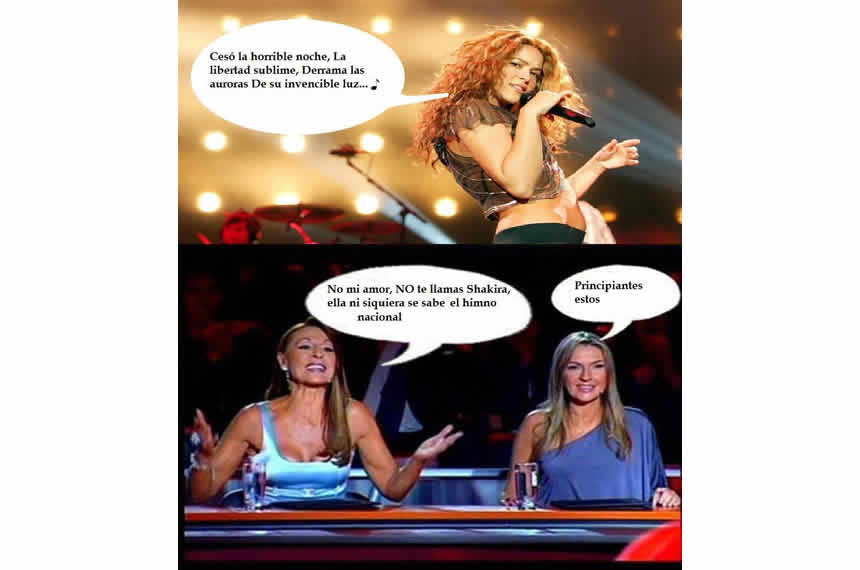 Cesó la horrible noche, La
libertad sublime, Derrama las
auroras De su invencible luz... ♪
No mi amor, NO te llamas Shakira,
ella ni siquiera se sabe el himno
nacional
Principiantes
estos